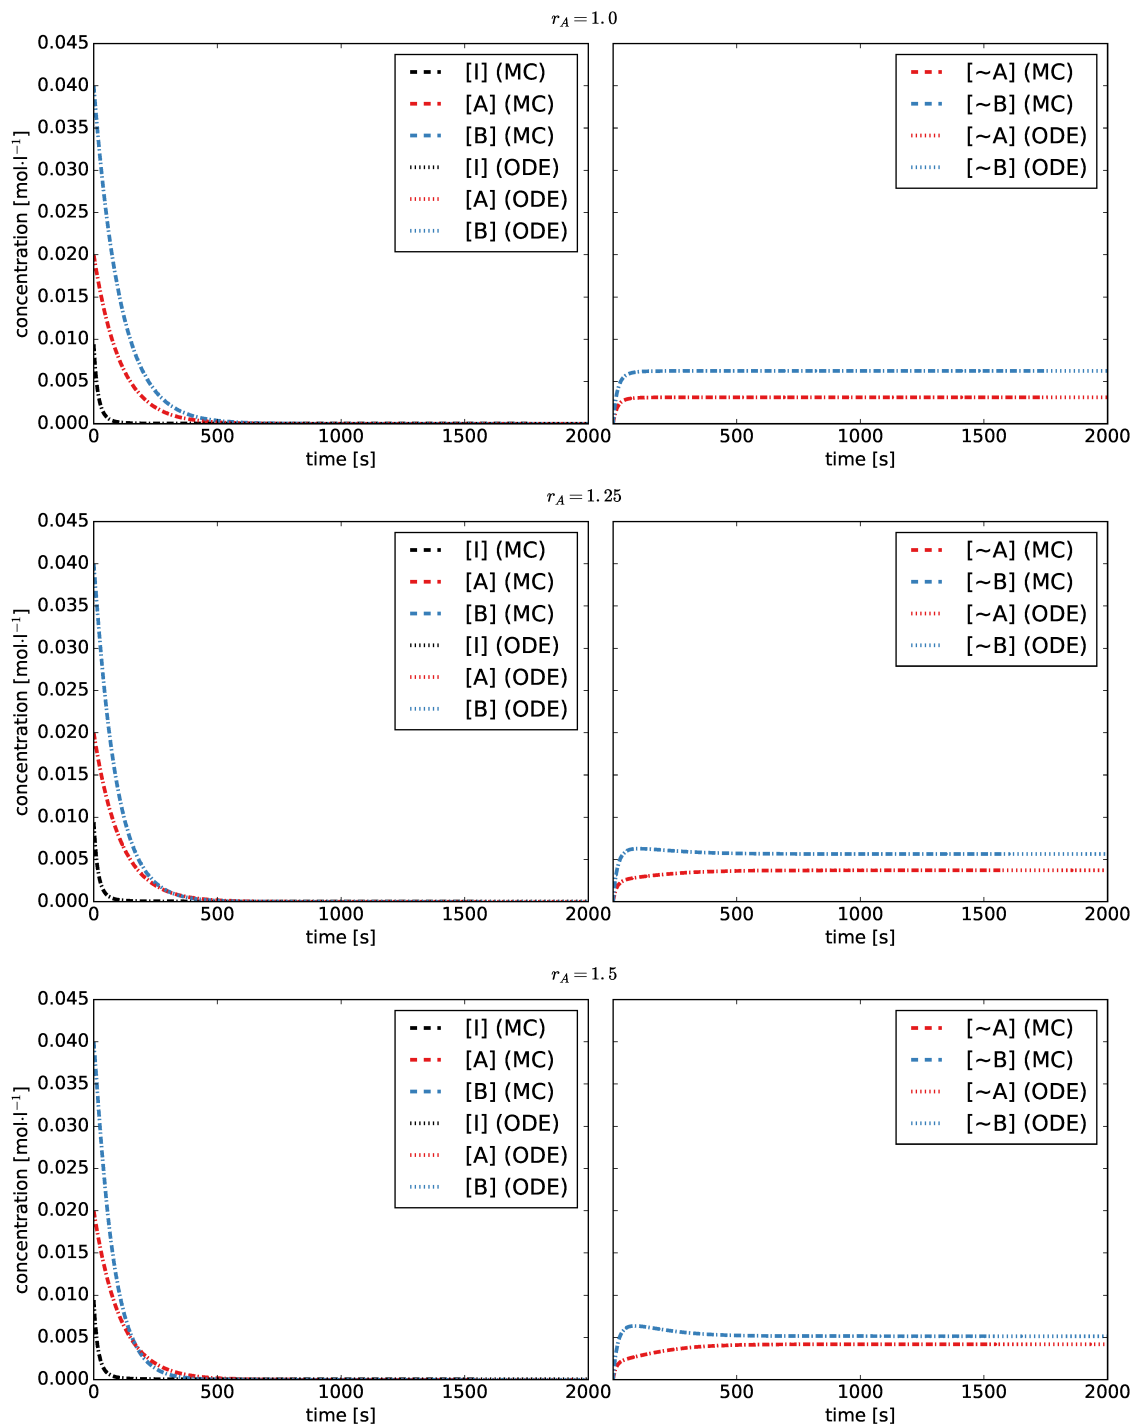 r_A = 1.0
concentration [mol·l⁻¹]
0.045
0.040
0.035
0.030
0.025
0.020
0.015
0.010
0.005
0.000
0 500 1000 1500 2000
time [s]
[I] (MC)
[A] (MC)
[B] (MC)
[I] (ODE)
[A] (ODE)
[B] (ODE)
500 1000 1500 2000
time [s]
[~A] (MC)
[~B] (MC)
[~A] (ODE)
[~B] (ODE)
r_A = 1.25
concentration [mol·l⁻¹]
0.045
0.040
0.035
0.030
0.025
0.020
0.015
0.010
0.005
0.000
0 500 1000 1500 2000
time [s]
[I] (MC)
[A] (MC)
[B] (MC)
[I] (ODE)
[A] (ODE)
[B] (ODE)
500 1000 1500 2000
time [s]
[~A] (MC)
[~B] (MC)
[~A] (ODE)
[~B] (ODE)
r_A = 1.5
concentration [mol·l⁻¹]
0.045
0.040
0.035
0.030
0.025
0.020
0.015
0.010
0.005
0.000
0 500 1000 1500 2000
time [s]
[I] (MC)
[A] (MC)
[B] (MC)
[I] (ODE)
[A] (ODE)
[B] (ODE)
500 1000 1500 2000
time [s]
[~A] (MC)
[~B] (MC)
[~A] (ODE)
[~B] (ODE)